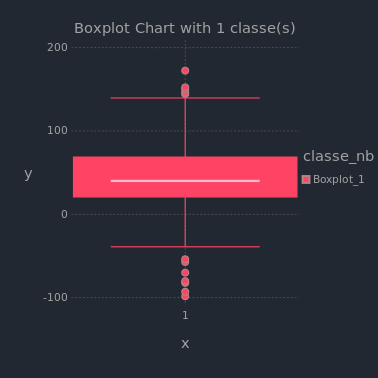 Boxplot Chart with 1 classe(s)
200
100
0
-100
y
1
x
classe_nb
Boxplot_1